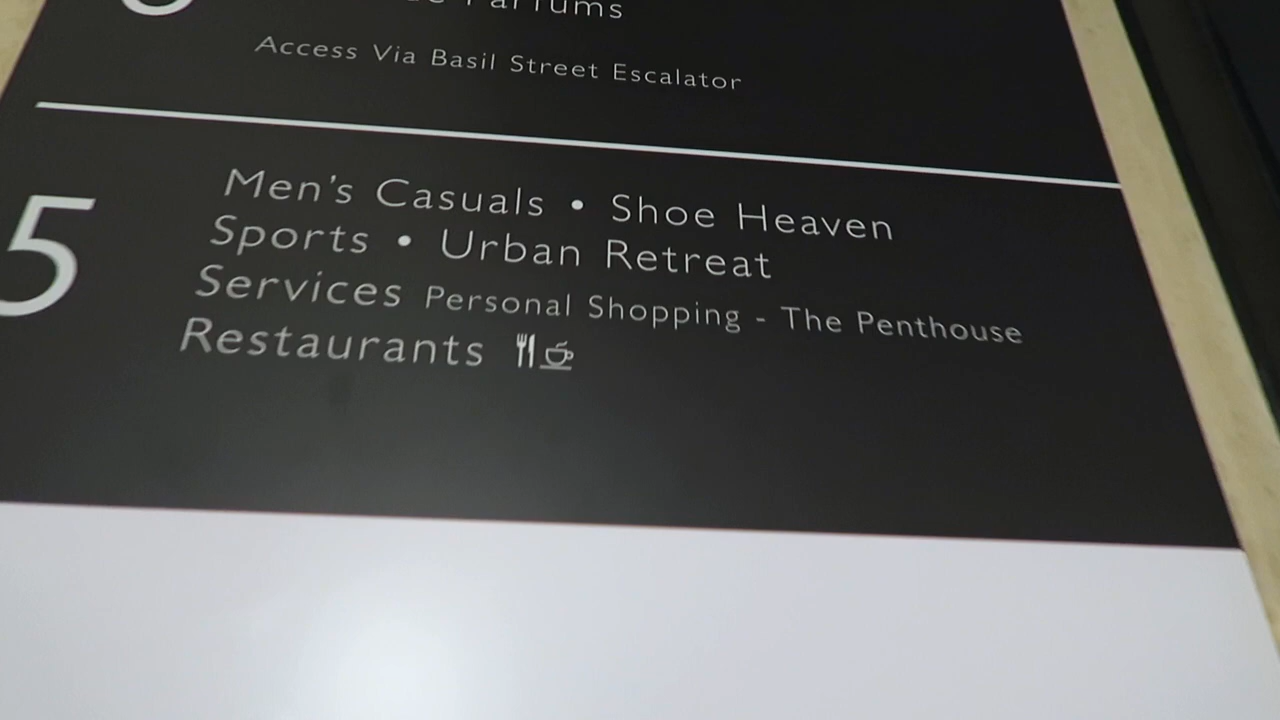 Access Via Basil Street Escalator
5
Men's Casuals • Shoe Heaven
Sports • Urban Retreat
Services Personal Shopping - The Penthouse
Restaurants